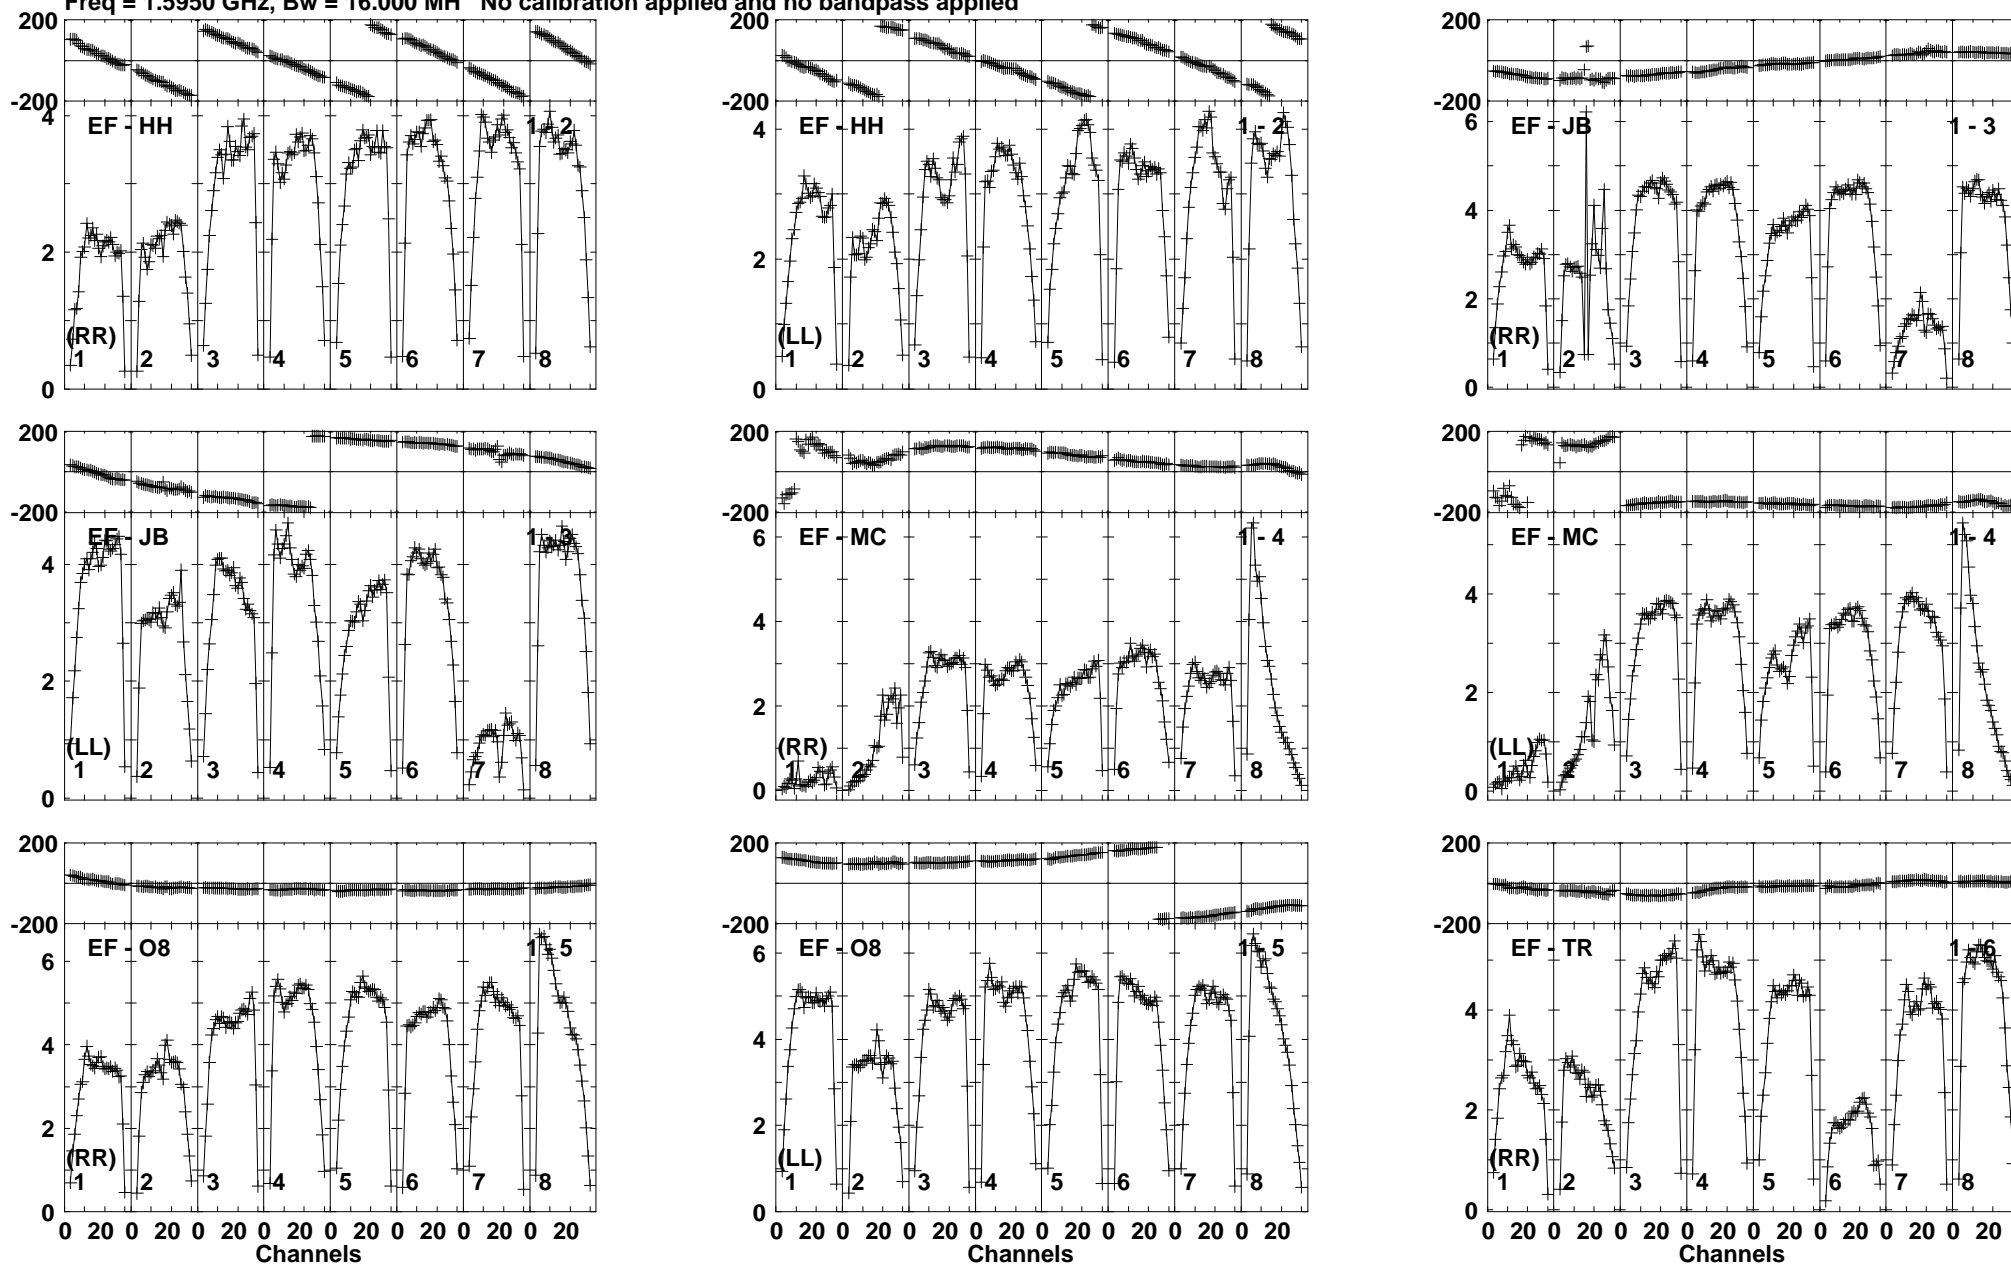 Freq = 1.5950 GHz, Bw = 16.000 MH No calibration applied and no bandpass applied
200 200 200
-200 -200 -200
EF - HH 1 - 2 EF - HH 1 - 2 EF - JB 1 - 3
4 4 6
2 2 4
2
(RR) (LL) (RR)
1 2 3 4 5 6 7 8 1 2 3 4 5 6 7 8 1 2 3 4 5 6 7 8
0 0 0
200 200 200
-200 -200 -200
EF - JB 1 - 3 EF - MC 1 - 4 EF - MC 1 - 4
4 6 4
2 4 2
2
(LL) (RR) (LL)
1 2 3 4 5 6 7 8 1 2 3 4 5 6 7 8 1 2 3 4 5 6 7 8
0 0 0
200 200 200
-200 -200 -200
EF - O8 1 - 5 EF - O8 1 - 5 EF - TR 1 - 6
6 6 4
4 4 2
2 2
(RR) (LL) (RR)
1 2 3 4 5 6 7 8 1 2 3 4 5 6 7 8 1 2 3 4 5 6 7 8
0 0 0
0 20 0 20 0 20 0 20 0 20 0 20 0 20 0 20 0 20 0 20 0 20 0 20 0 20 0 20 0 20 0 20 0 20 0 20 0 20 0 20 0 20 0 20 0 20 0 20
Channels Channels Channels